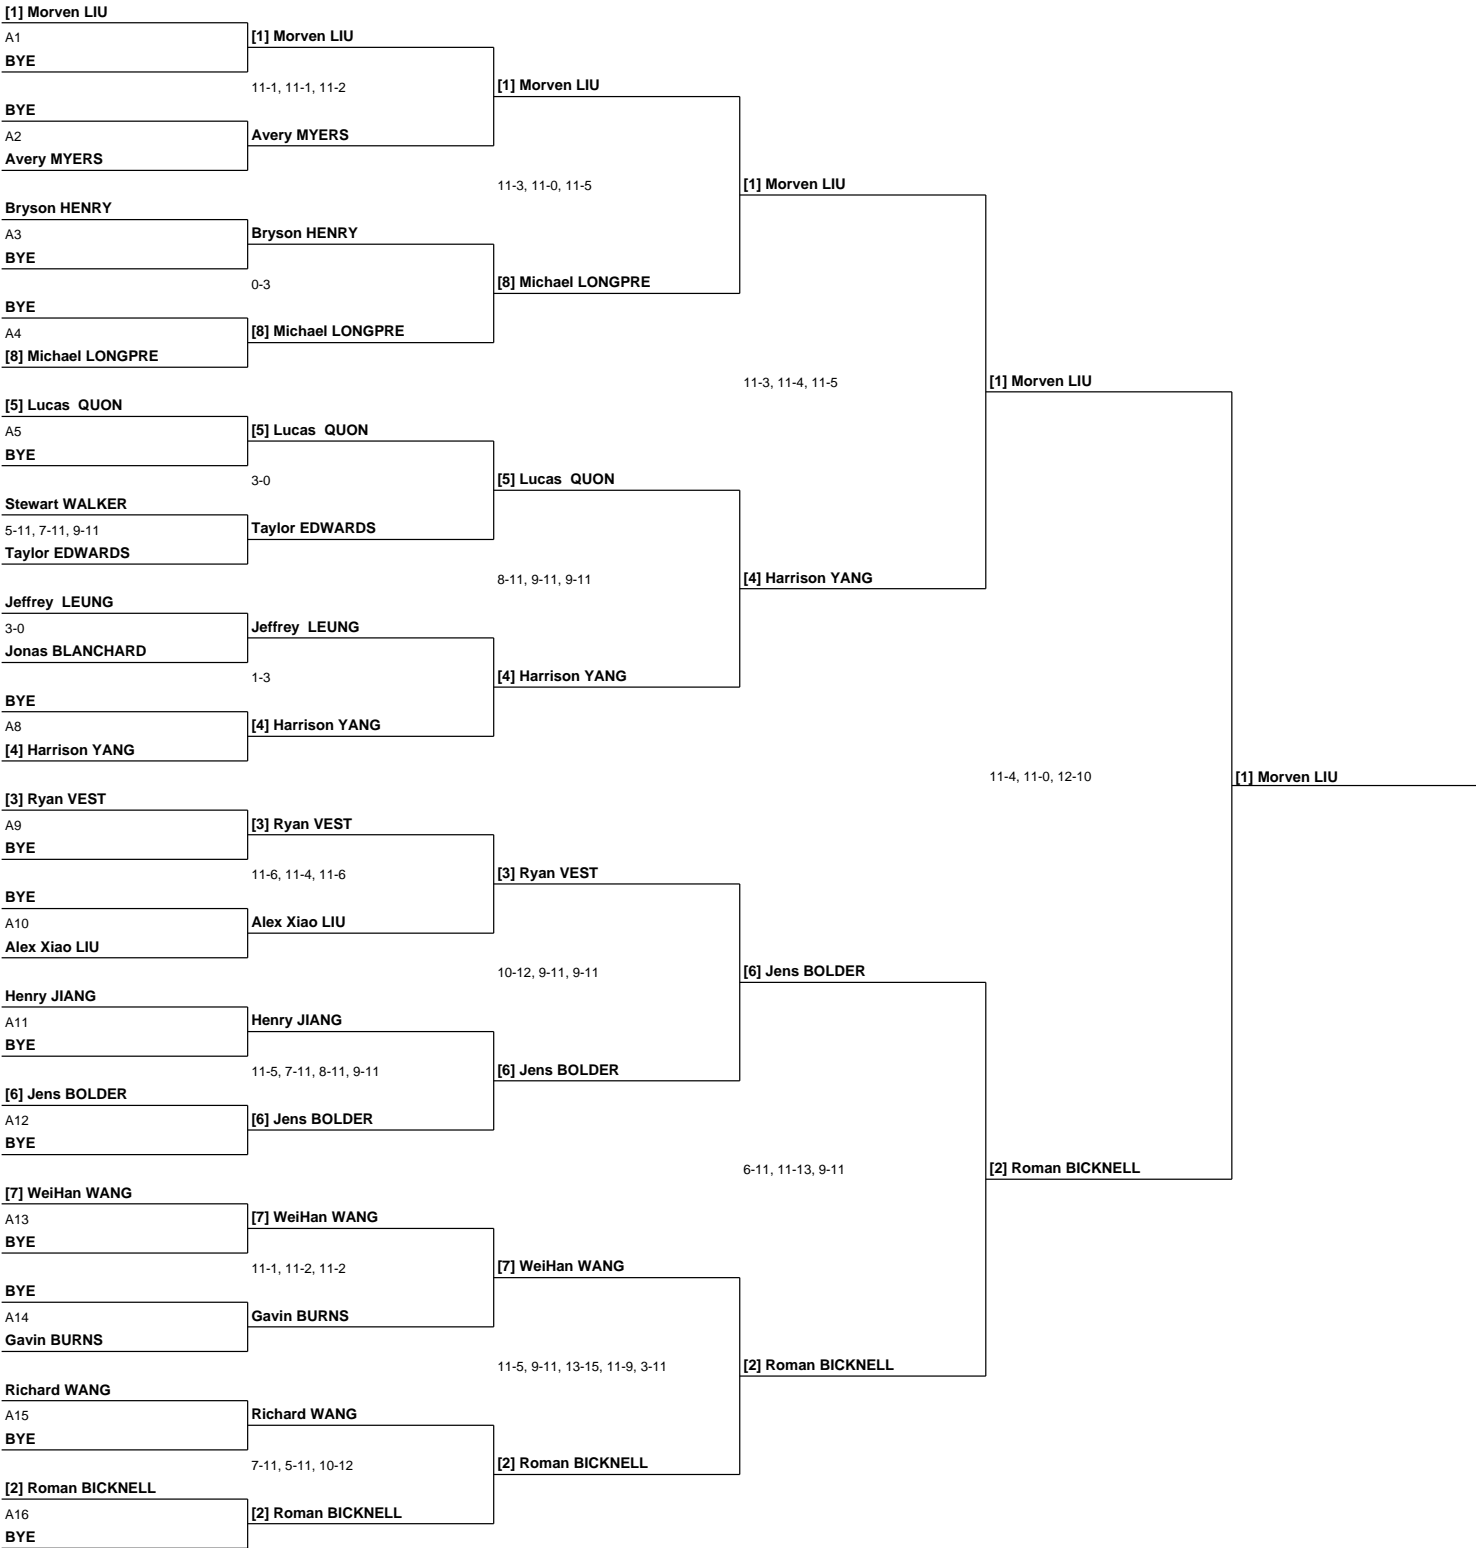 [1] Morven LIU
A1
BYE
BYE
A2
Avery MYERS
Bryson HENRY
A3
BYE
BYE
A4
[8] Michael LONGPRE
[5] Lucas  QUON
A5
BYE
Stewart WALKER
5-11, 7-11, 9-11
Taylor EDWARDS
Jeffrey  LEUNG
3-0
Jonas BLANCHARD
BYE
A8
[4] Harrison YANG
[3] Ryan VEST
A9
BYE
BYE
A10
Alex Xiao LIU
Henry JIANG
A11
BYE
[6] Jens BOLDER
A12
BYE
[7] WeiHan WANG
A13
BYE
BYE
A14
Gavin BURNS
Richard WANG
A15
BYE
[2] Roman BICKNELL
A16
BYE
[1] Morven LIU
11-1, 11-1, 11-2
Avery MYERS
Bryson HENRY
0-3
[8] Michael LONGPRE
[5] Lucas  QUON
3-0
Taylor EDWARDS
Jeffrey  LEUNG
1-3
[4] Harrison YANG
[3] Ryan VEST
11-6, 11-4, 11-6
Alex Xiao LIU
Henry JIANG
11-5, 7-11, 8-11, 9-11
[6] Jens BOLDER
[7] WeiHan WANG
11-1, 11-2, 11-2
Gavin BURNS
Richard WANG
7-11, 5-11, 10-12
[2] Roman BICKNELL
[1] Morven LIU
11-3, 11-0, 11-5
[8] Michael LONGPRE
[5] Lucas  QUON
8-11, 9-11, 9-11
[4] Harrison YANG
[3] Ryan VEST
10-12, 9-11, 9-11
[6] Jens BOLDER
[7] WeiHan WANG
11-5, 9-11, 13-15, 11-9, 3-11
[2] Roman BICKNELL
[1] Morven LIU
11-3, 11-4, 11-5
[4] Harrison YANG
[6] Jens BOLDER
6-11, 11-13, 9-11
[2] Roman BICKNELL
[1] Morven LIU
11-4, 11-0, 12-10
[2] Roman BICKNELL
[1] Morven LIU